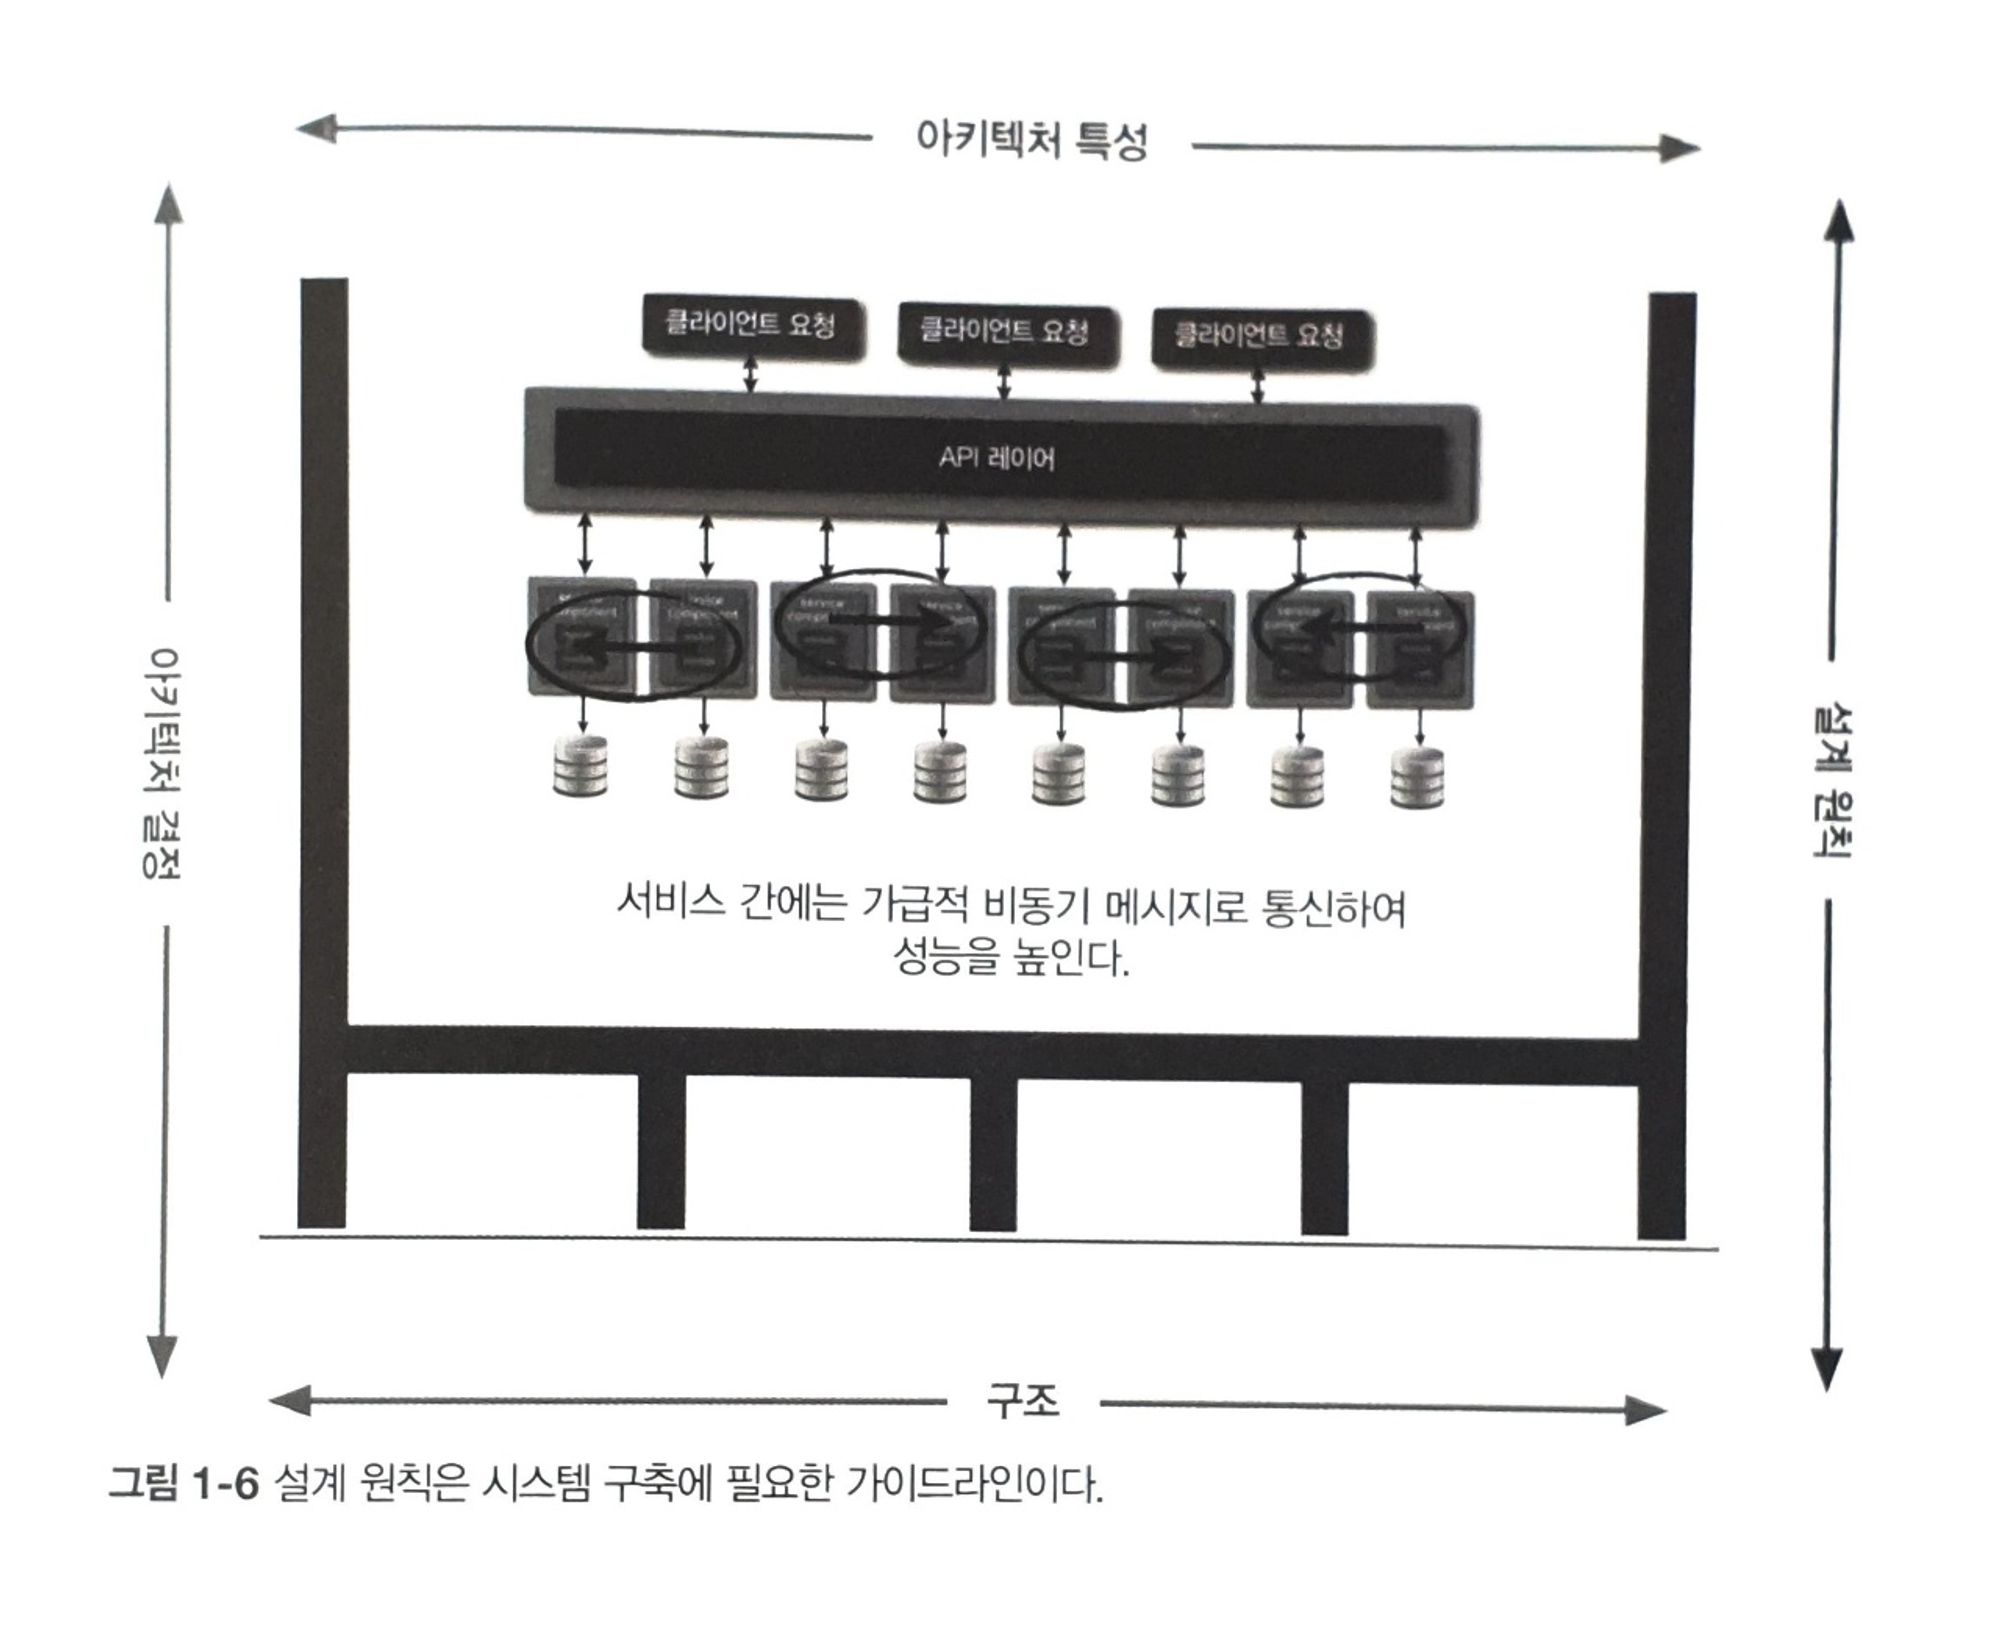 아키텍처 특성
클라이언트 요청
클라이언트 요청
클라이언트 요청
API 레이어
service
service
service
component
서비스 간에는 가급적 비동기 메시지로 통신하여
성능을 높인다.
아키텍처 결정
설계 원칙
구조
그림 1-6 설계 원칙은 시스템 구축에 필요한 가이드라인이다.